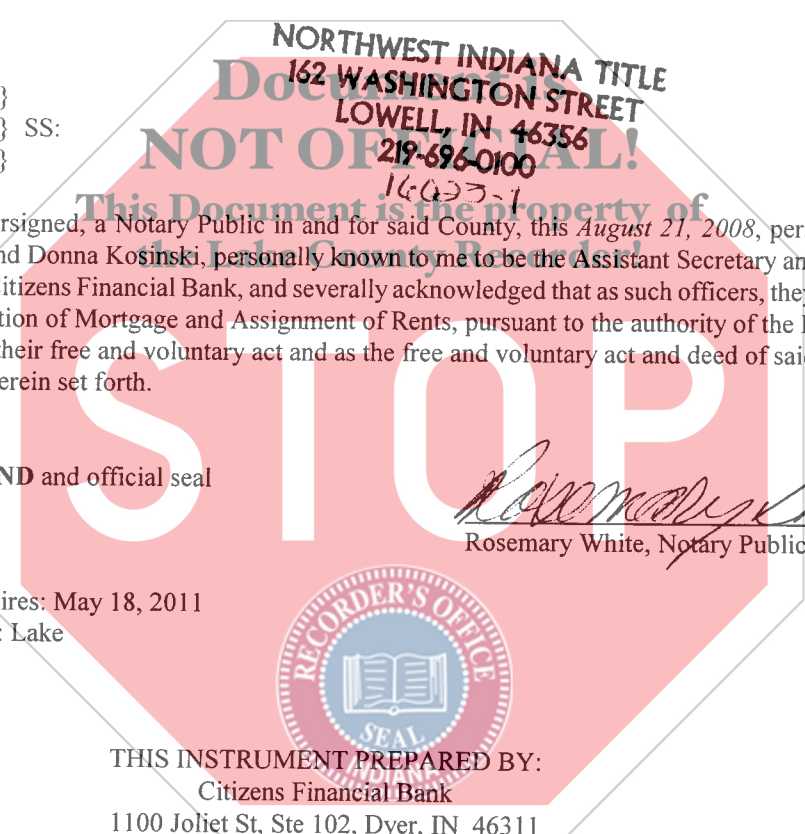 NORTHWEST INDIANA TITLE
162 WASHINGTON STREET
LOWELL, IN 46356
219-696-0100
Document is
NOT OFFICIAL!
This Document is the property of
the Lake County Recorder!
}
} SS:
}
rsigned, a Notary Public in and for said County, this August 21, 2008, per
nd Donna Kosinski, personally known to me to be the Assistant Secretary an
itizens Financial Bank, and severally acknowledged that as such officers, they
tion of Mortgage and Assignment of Rents, pursuant to the authority of the
their free and voluntary act and as the free and voluntary act and deed of said
erein set forth.
STOP
ND and official seal
Rosemary White, Notary Public
ires: May 18, 2011
: Lake
RECORDER'S OFFICE
SEAL
INDIANA
THIS INSTRUMENT PREPARED BY:
Citizens Financial Bank
1100 Joliet St, Ste 102, Dyer, IN 46311